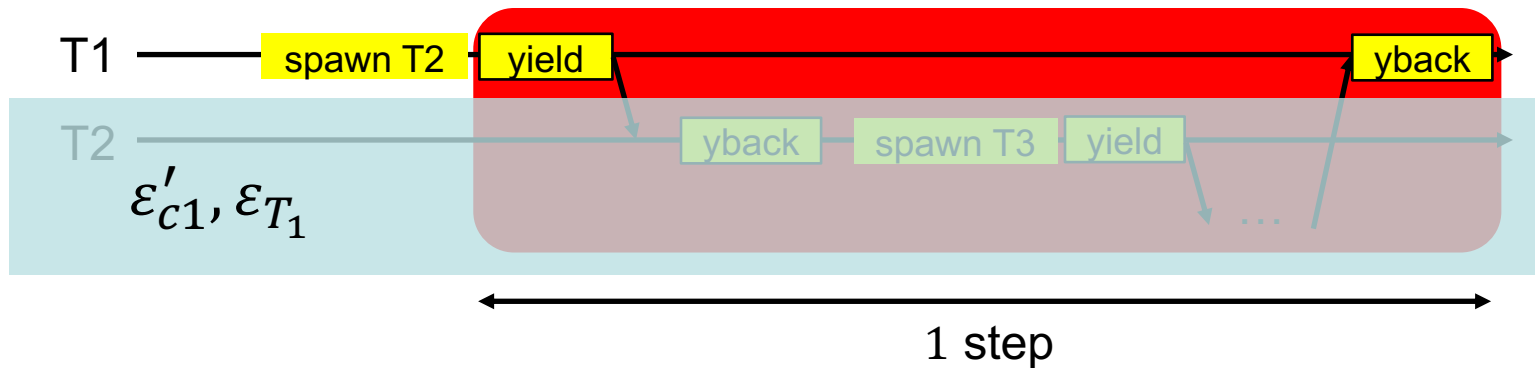 T1 spawn T2 yield yback
T2 yback spawn T3 yield ...
ε′c1, εT1
1 step